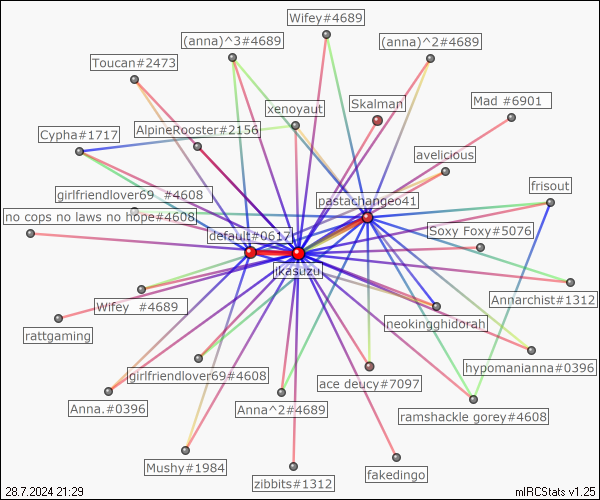 Wifey#4689
(anna)^3#4689
(anna)^2#4689
Toucan#2473
Skalman
Mad #6901
xenoyaut
AlpineRooster#2156
Cypha#1717
avelicious
frisout
girlfriendlover69 #4608
pastachangeo41
no cops no laws no hope#4608
default#0617
Soxy Foxy#5076
ikasuzu
Annarchist#1312
Wifey #4689
neokingghidorah
rattgaming
girlfriendlover69#4608
hypomanianna#0396
ace deucy#7097
Anna.#0396
Anna^2#4689
ramshackle gorey#4608
Mushy#1984
zibbits#1312
fakedingo
28.7.2024 21:29
mIRCStats v1.25